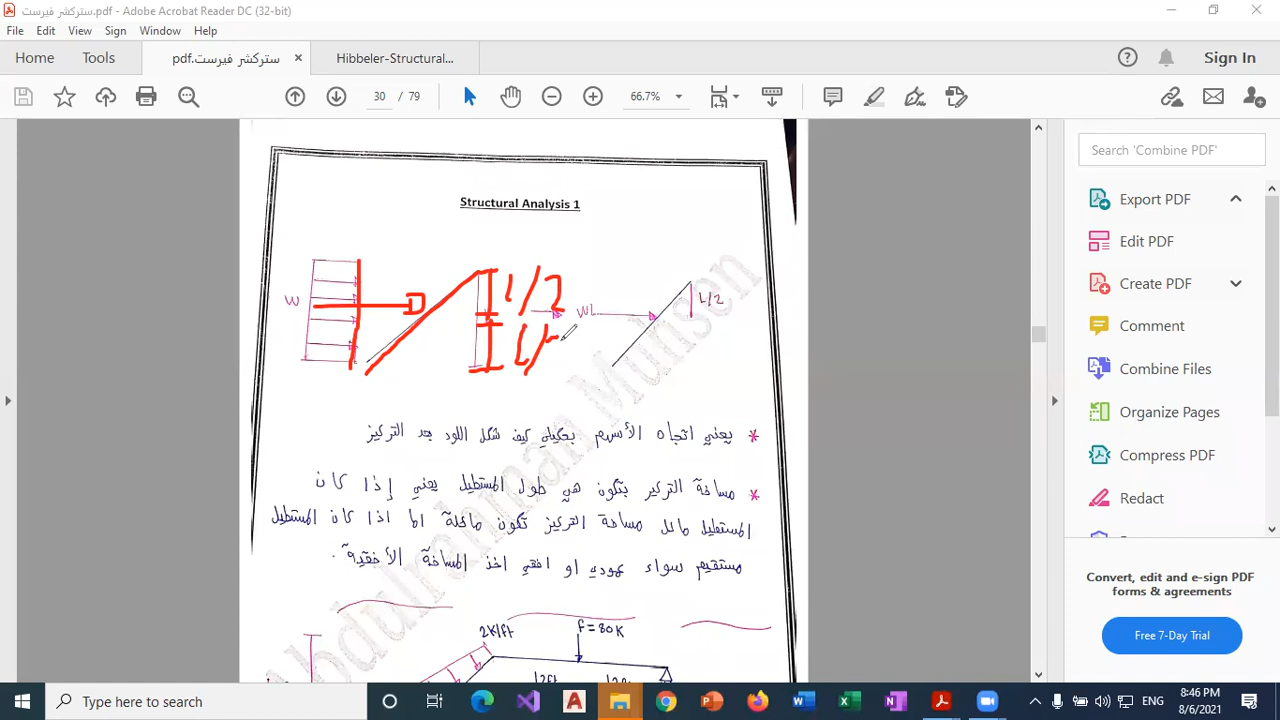 ستركشر فيرست.pdf - Adobe Acrobat Reader DC (32-bit)
File Edit View Sign Window Help
Home Tools ستركشر فيرست.pdf × Hibbeler-Structural... Sign In
30 / 79 66.7%
Search 'Combine PDF'
Export PDF
Edit PDF
Create PDF
Comment
Combine Files
Organize Pages
Compress PDF
Redact
Convert, edit and e-sign PDF
forms & agreements
Free 7-Day Trial
Structural Analysis 1
W L/2 WL L/2
L/2
* يعني اتجاه الأسهم بحكيلي كيف شكل اللود بعد التركيز
* مسافة التركيز بتكون هي طول المستطيل يعني إذا كان
المستطيل مائل مسافة التركيز تكون مائلة اما اذا كان المستطيل
مستقيم سواء عمودي او افقي اخذ المسافة الأفقية.
2K/ft F=80K
12ft
Abdulrahman Muhsen
Type here to search
ENG 8:46 PM
8/6/2021